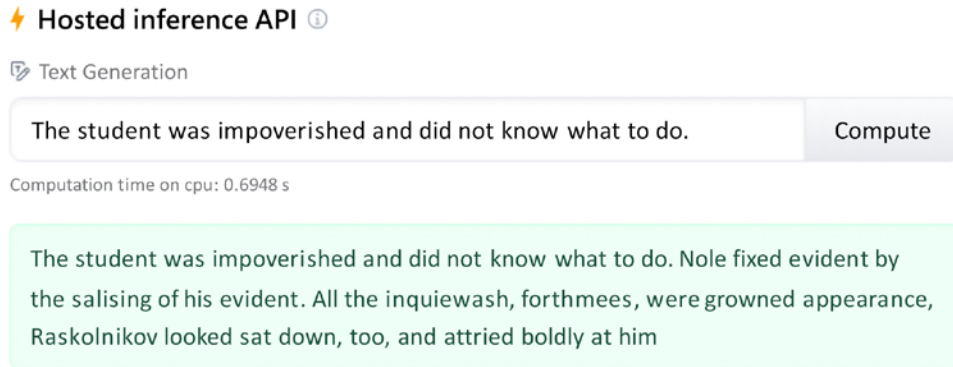 Hosted inference API
Text Generation
The student was impoverished and did not know what to do.
Compute
Computation time on cpu: 0.6948 s
The student was impoverished and did not know what to do. Nole fixed evident by
the salising of his evident. All the inquiewash, forthmees, were growned appearance,
Raskolnikov looked sat down, too, and attried boldly at him